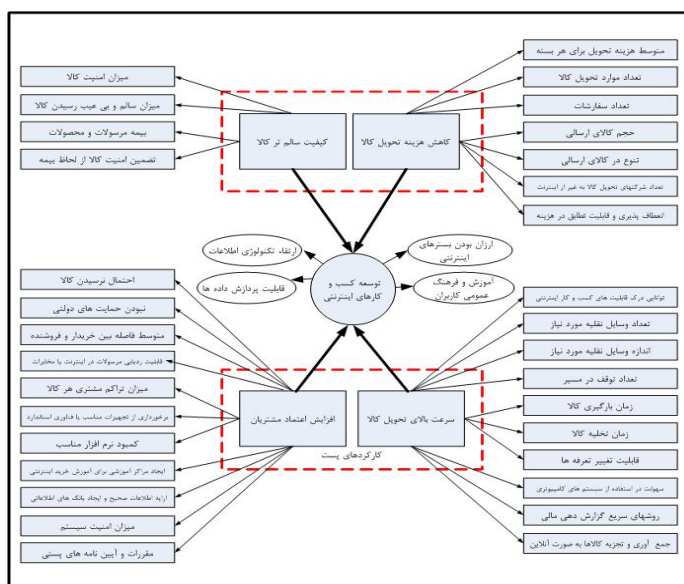 متوسط هزینه تحویل برای هر بسته
تعداد موارد تحویل کالا
تعداد سفارشات
حجم کالای ارسالی
تنوع در کالای ارسالی
تعداد شرکتهای تحویل کالا به غیر از اینترنت
انعطاف پذیری و قابلیت تطابق در هزینه
میزان امنیت کالا
میزان سالم و بی عیب رسیدن کالا
بیمه مرسولات و محصولات
تضمین امنیت کالا از لحاظ بیمه
کاهش هزینه تحویل کالا
کیفیت سالم تر کالا
ارزان بودن بسترهای
اینترنتی
ارتقاء تکنولوژی اطلاعات
توسعه کسب و
کارهای اینترنتی
آموزش و فرهنگ
عمومی کاربران
قابلیت پردازش داده ها
توانایی درک قابلیت های کسب و کار اینترنتی
تعداد وسایل نقلیه مورد نیاز
اندازه وسایل نقلیه مورد نیاز
تعداد توقف در مسیر
زمان بارگیری کالا
زمان تخلیه کالا
قابلیت تغییر تعرفه ها
سهولت در استفاده از سیستم های کامپیوتری
روشهای سریع گزارش دهی مالی
جمع آوری و تجزیه کالاها به صورت آنلاین
سرعت بالای تحویل کالا
افزایش اعتماد مشتریان
کارکردهای پست
احتمال نرسیدن کالا
نبودن حمایت های دولتی
متوسط فاصله بین خریدار و فروشنده
قابلیت ردیابی مرسولات در اینترنت یا مخابرات
میزان تراکم مشتری هر کالا
برخورداری از تجهیزات مناسب یا فناوری استاندارد
کمبود نرم افزار مناسب
ایجاد مراکز آموزشی برای آموزش خرید اینترنتی
ارایه اطلاعات صحیح و ایجاد بانک های اطلاعاتی
میزان امنیت سیستم
مقررات و آیین نامه های پستی